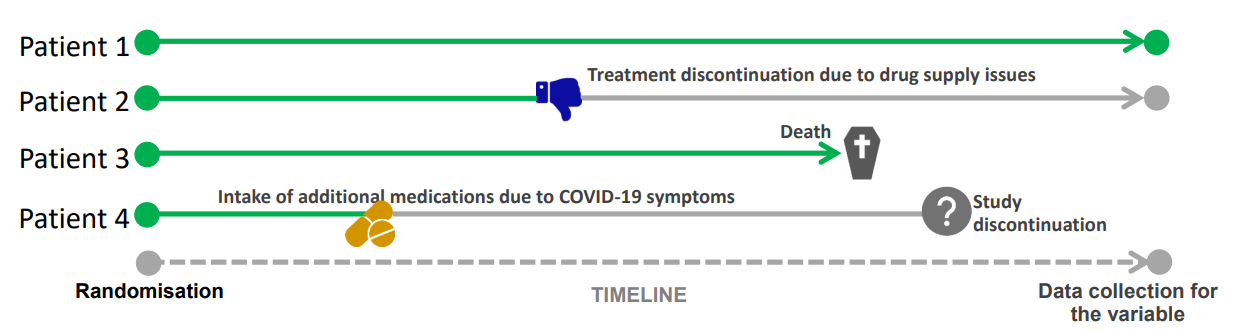 Patient 1
Treatment discontinuation due to drug supply issues
Patient 2
Death
Patient 3
Intake of additional medications due to COVID-19 symptoms
Patient 4
?
Study
discontinuation
Randomisation
TIMELINE
Data collection for
the variable